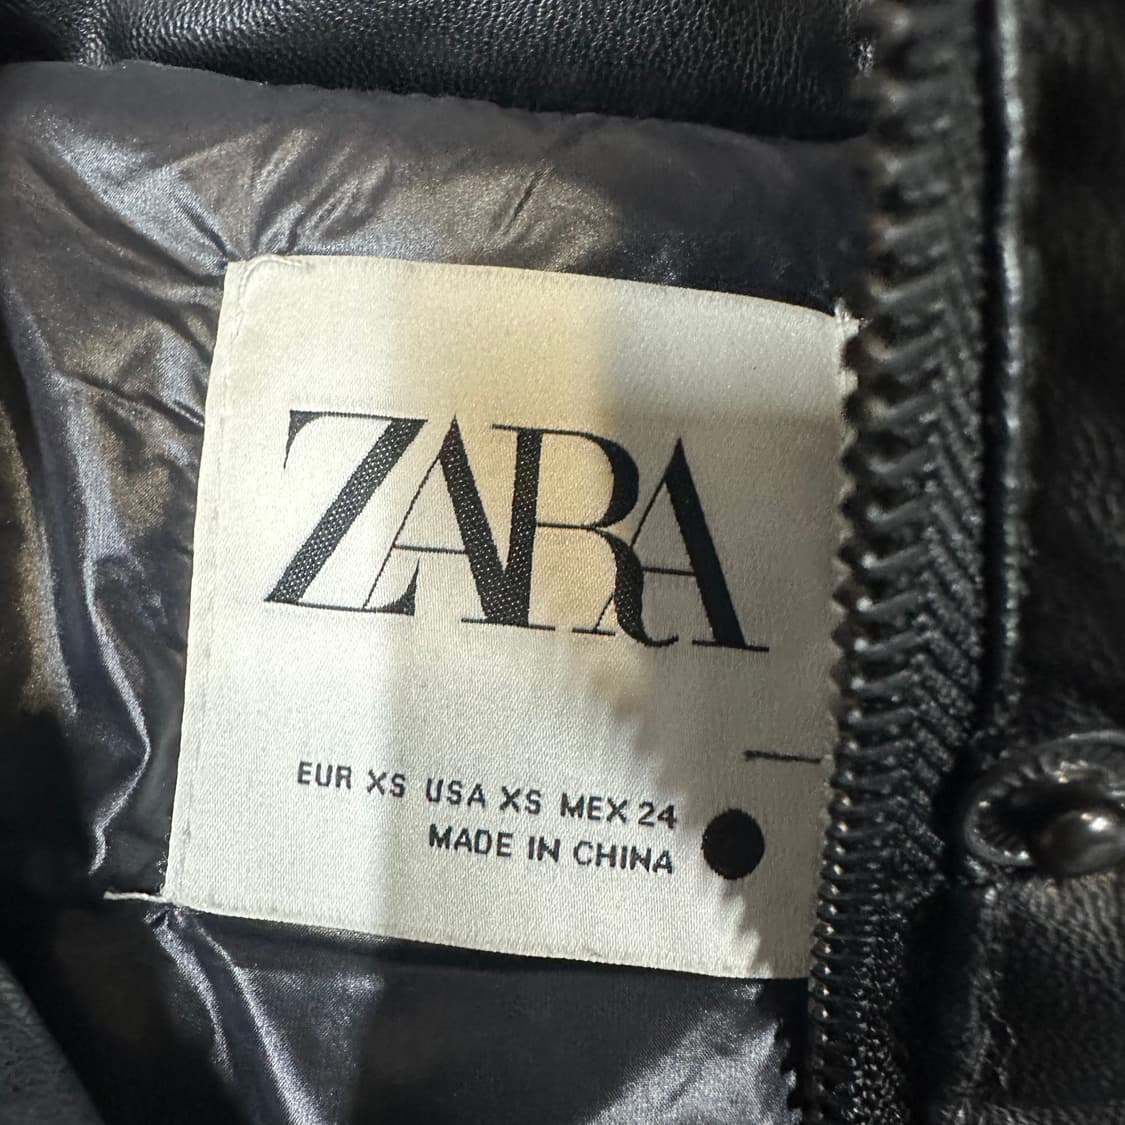 ZARA
EUR XS USA XS MEX 24
MADE IN CHINA